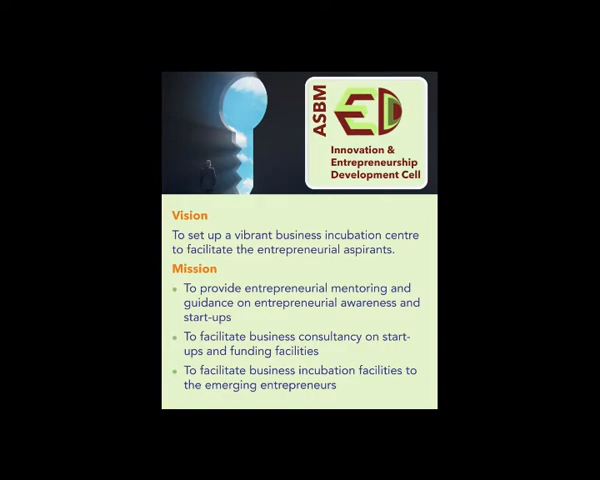 ASBM
ED
Innovation &
Entrepreneurship
Development Cell
Vision
To set up a vibrant business incubation centre
to facilitate the entrepreneurial aspirants.
Mission
• To provide entrepreneurial mentoring and
guidance on entrepreneurial awareness and
start-ups
• To facilitate business consultancy on start-
ups and funding facilities
• To facilitate business incubation facilities to
the emerging entrepreneurs